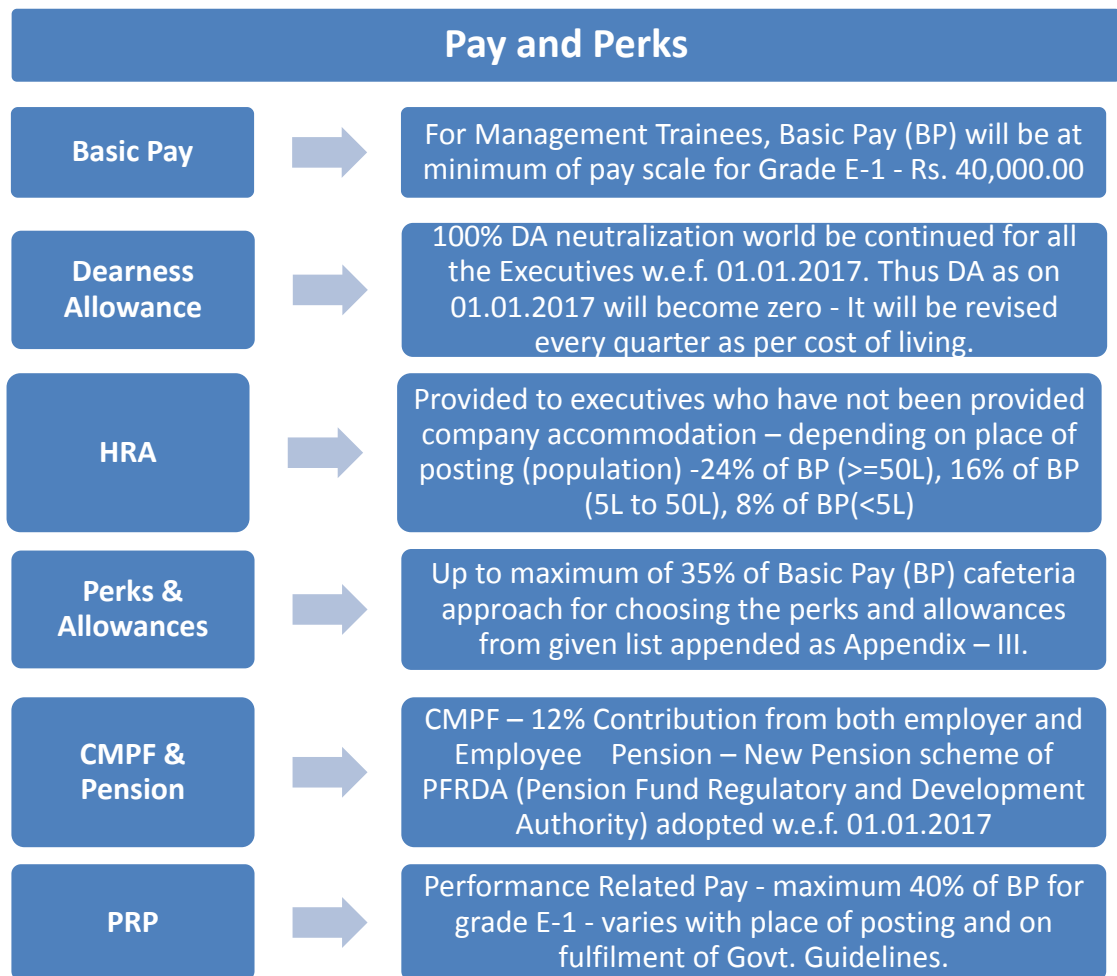 Pay and Perks
Basic Pay
For Management Trainees, Basic Pay (BP) will be at
minimum of pay scale for Grade E-1 - Rs. 40,000.00
Dearness
Allowance
100% DA neutralization world be continued for all
the Executives w.e.f. 01.01.2017. Thus DA as on
01.01.2017 will become zero - It will be revised
every quarter as per cost of living.
HRA
Provided to executives who have not been provided
company accommodation – depending on place of
posting (population) -24% of BP (>=50L), 16% of BP
(5L to 50L), 8% of BP(<5L)
Perks &
Allowances
Up to maximum of 35% of Basic Pay (BP) cafeteria
approach for choosing the perks and allowances
from given list appended as Appendix – III.
CMPF &
Pension
CMPF – 12% Contribution from both employer and
Employee Pension – New Pension scheme of
PFRDA (Pension Fund Regulatory and Development
Authority) adopted w.e.f. 01.01.2017
PRP
Performance Related Pay - maximum 40% of BP for
grade E-1 - varies with place of posting and on
fulfilment of Govt. Guidelines.